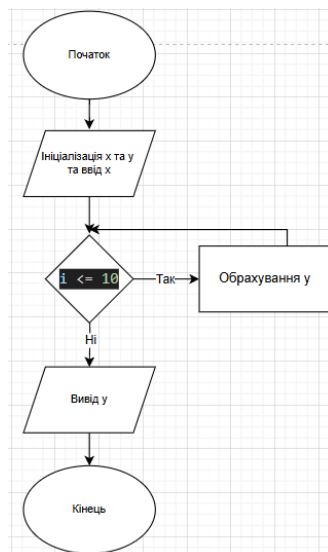 Початок
Ініціалізація x та y
та ввід x
i <= 10
Так
Обрахування y
Ні
Вивід y
Кінець